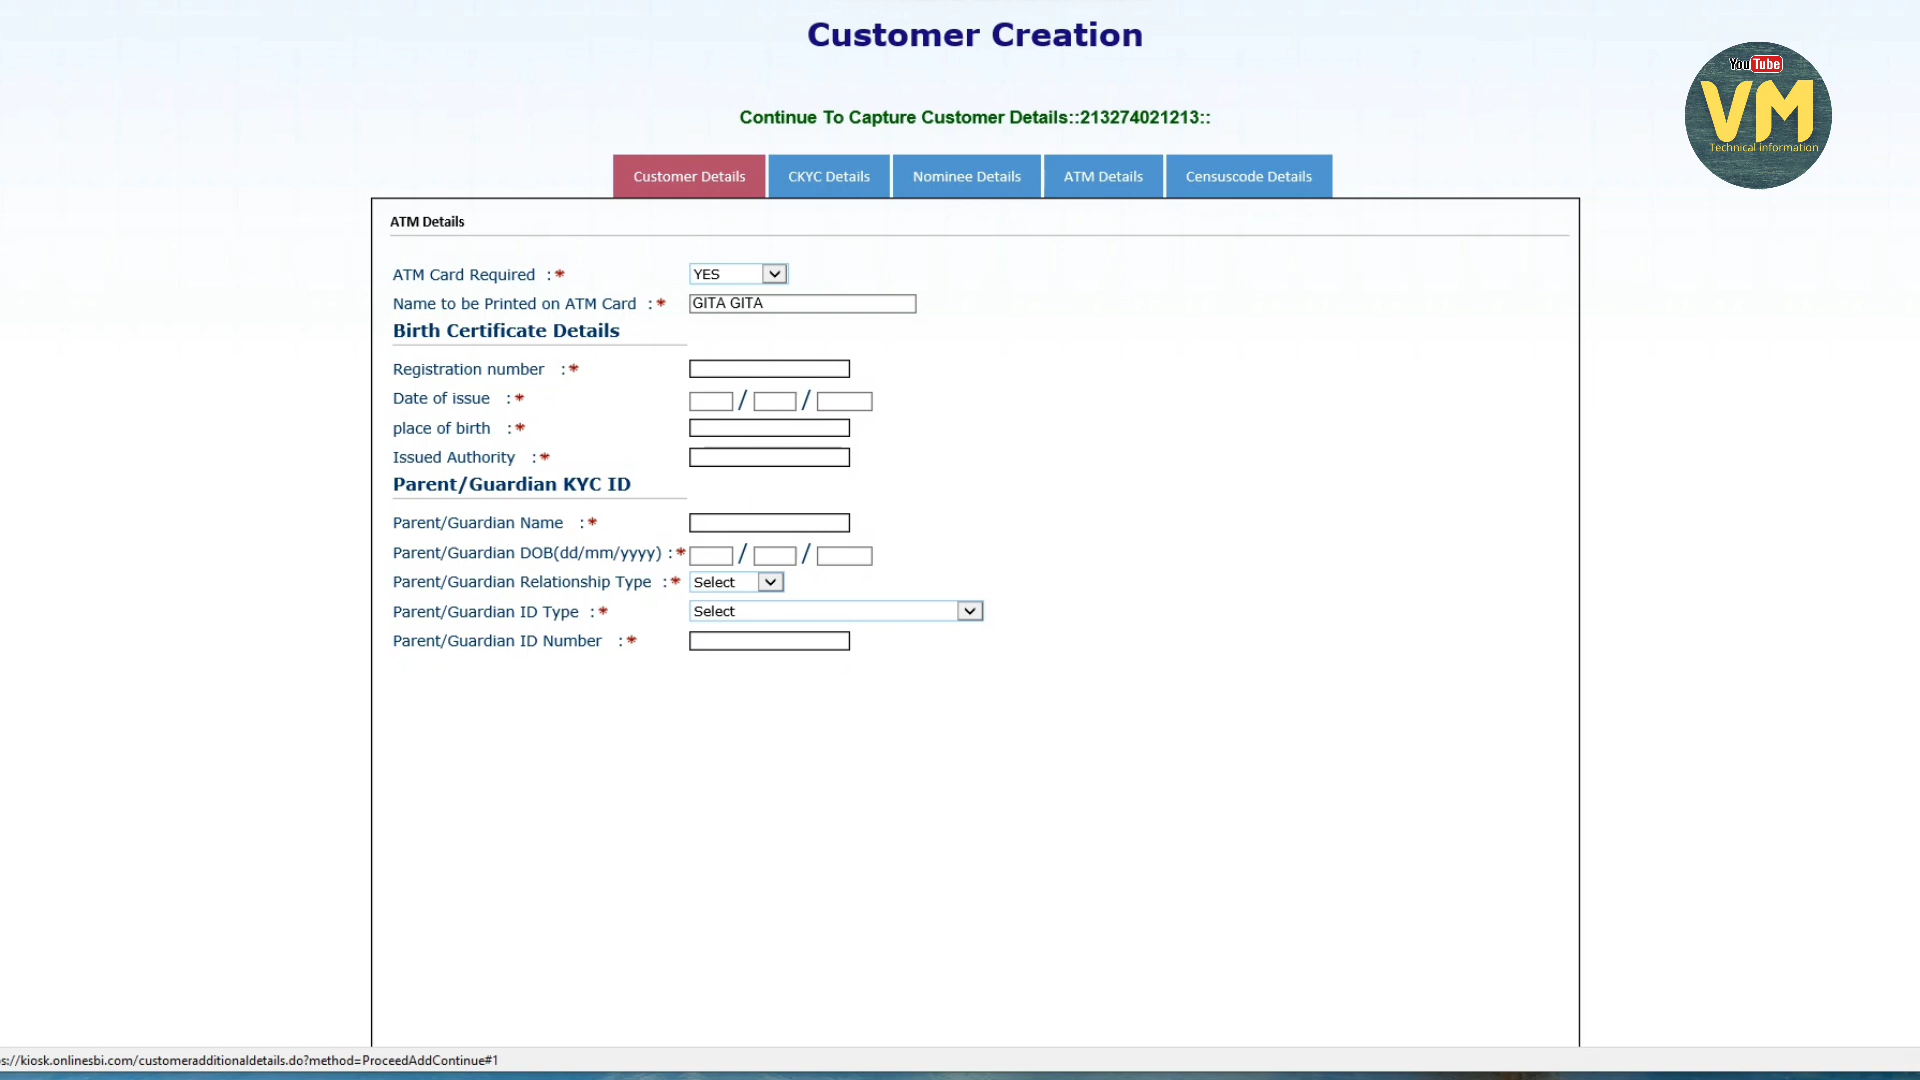 Customer Creation
YouTube
VM
Technical information
Continue To Capture Customer Details::213274021213::
Customer Details CKYC Details Nominee Details ATM Details Censuscode Details
ATM Details
ATM Card Required :* YES
Name to be Printed on ATM Card :* GITA GITA
Birth Certificate Details
Registration number :*
Date of issue :* / /
place of birth :*
Issued Authority :*
Parent/Guardian KYC ID
Parent/Guardian Name :*
Parent/Guardian DOB(dd/mm/yyyy) :* / /
Parent/Guardian Relationship Type :* Select
Parent/Guardian ID Type :* Select
Parent/Guardian ID Number :*
s://kiosk.onlinesbi.com/customeradditionaldetails.do?method=ProceedAddContinue#1